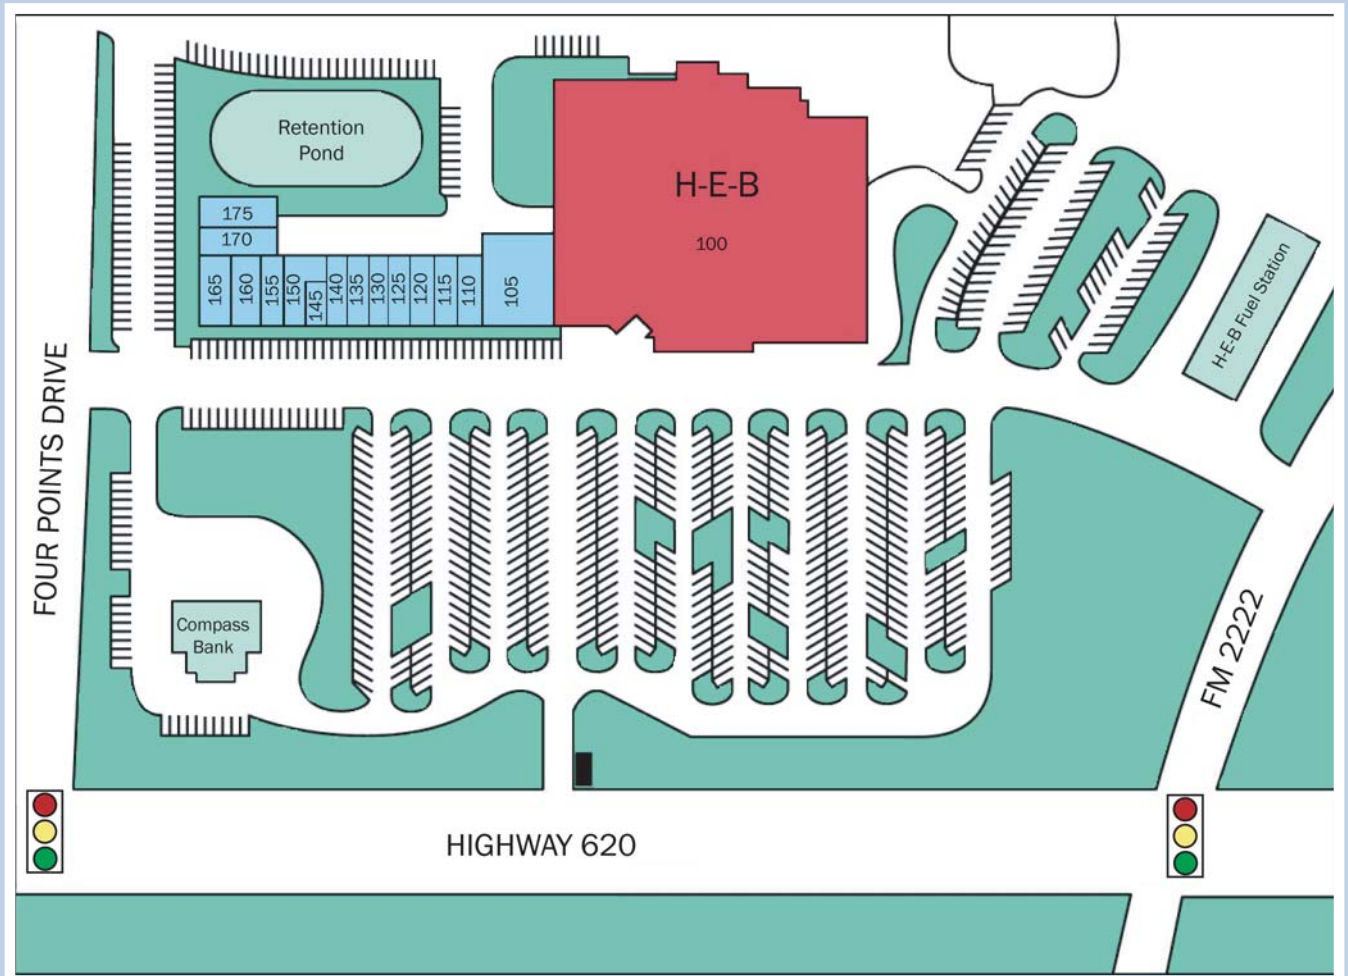 Retention
Pond
H-E-B
100
175
170
165
160
155
150
145
140
135
130
125
120
115
110
105
H-E-B Fuel Station
FOUR POINTS DRIVE
Compass
Bank
FM 2222
HIGHWAY 620